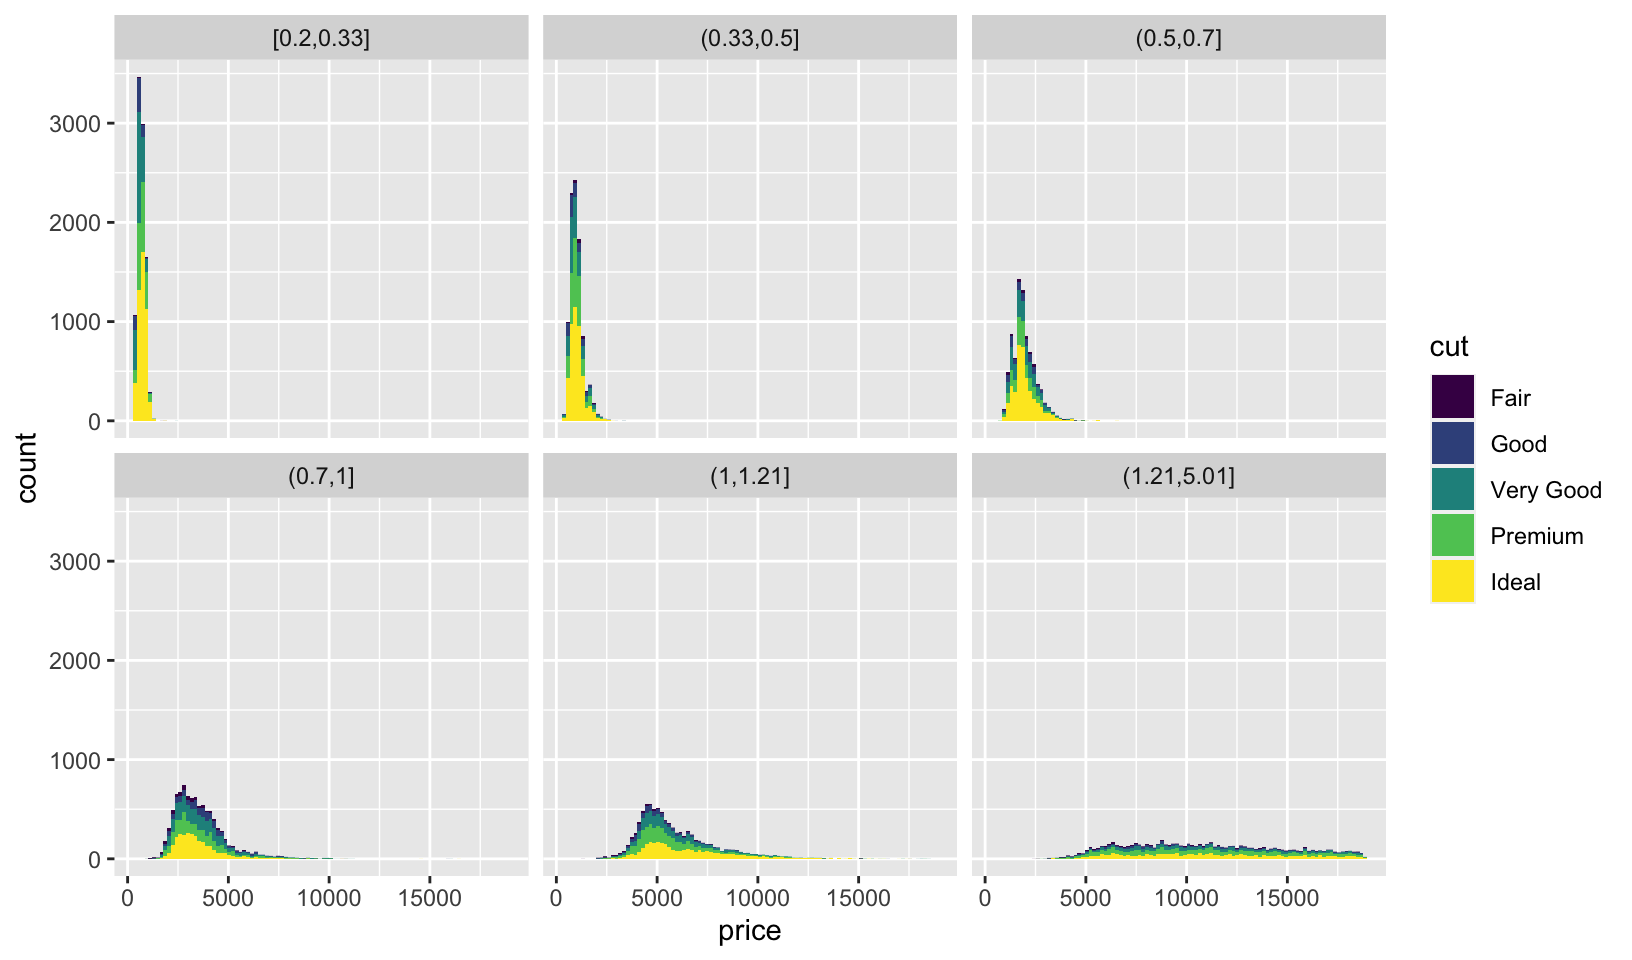 [0.2,0.33]
(0.33,0.5]
(0.5,0.7]
3000
2000
1000
0
(0.7,1]
(1,1.21]
(1.21,5.01]
3000
2000
1000
0
0 5000 10000 15000
0 5000 10000 15000
0 5000 10000 15000
price
count
cut
Fair
Good
Very Good
Premium
Ideal